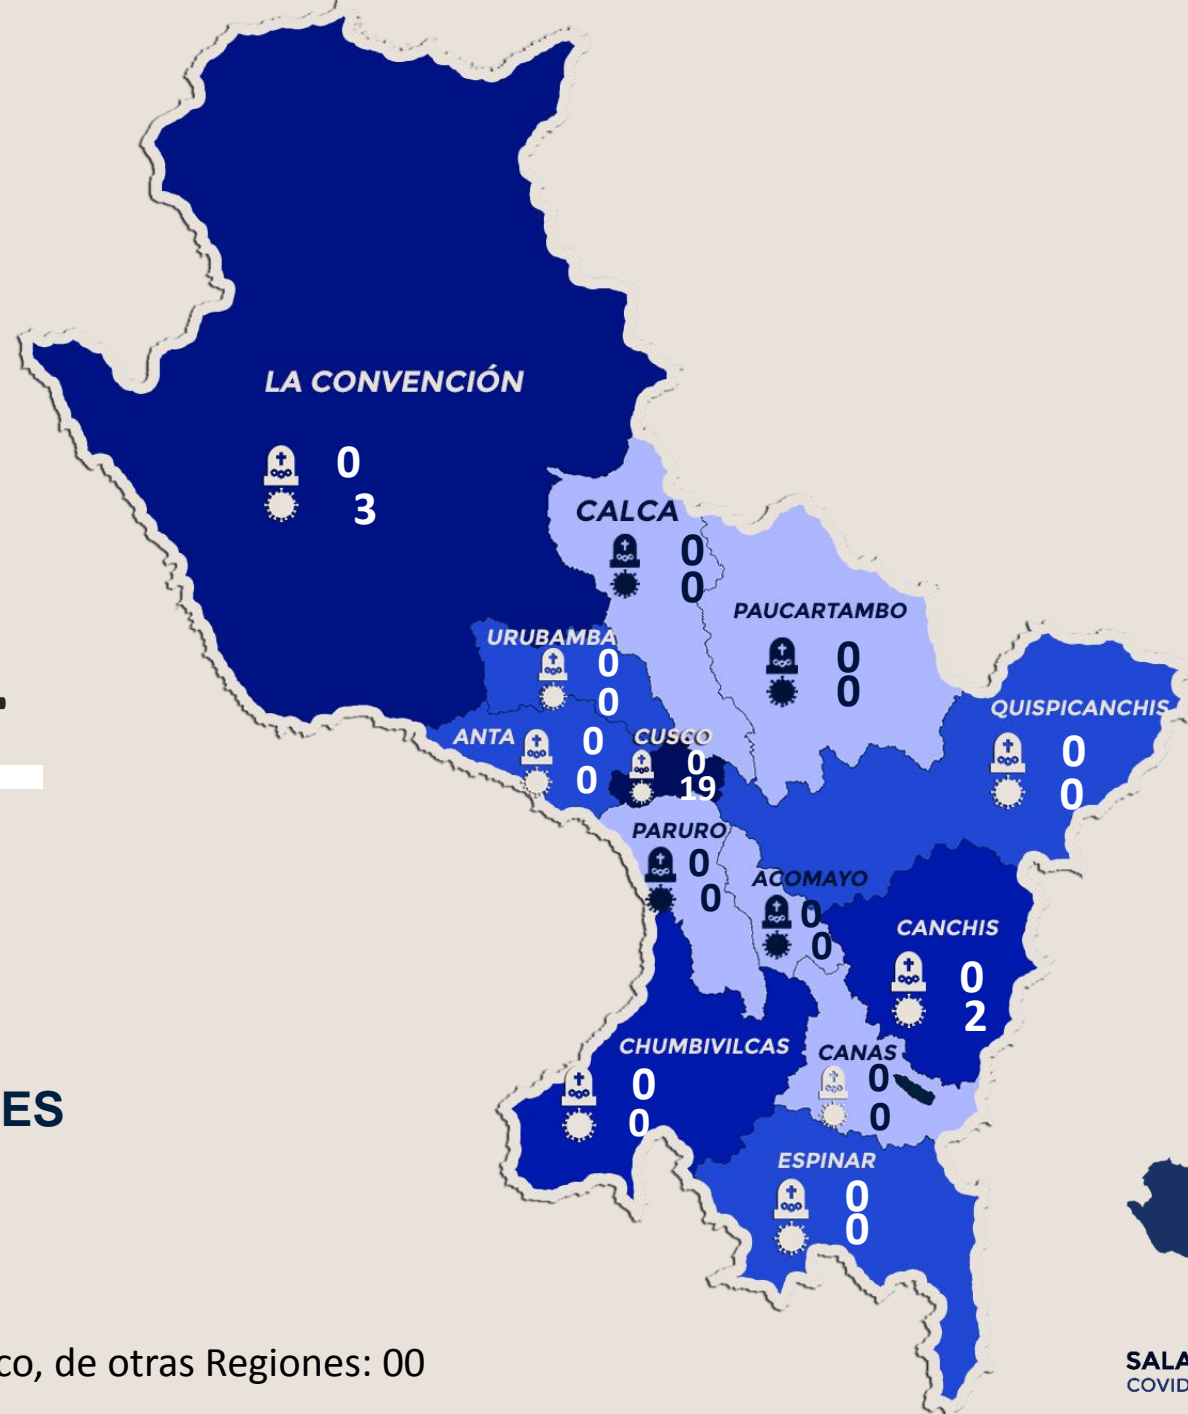 LA CONVENCIÓN
0
3
CALCA
0
0
PAUCARTAMBO
0
0
URUBAMBA
0
0
QUISPICANCHIS
0
0
ANTA
0
0
CUSCO
0
19
PARURO
0
0
ACOMAYO
0
0
CANCHIS
0
2
CHUMBIVILCAS
0
0
CANAS
0
0
ES
ESPINAR
0
0
co, de otras Regiones: 00
SALA
COVID